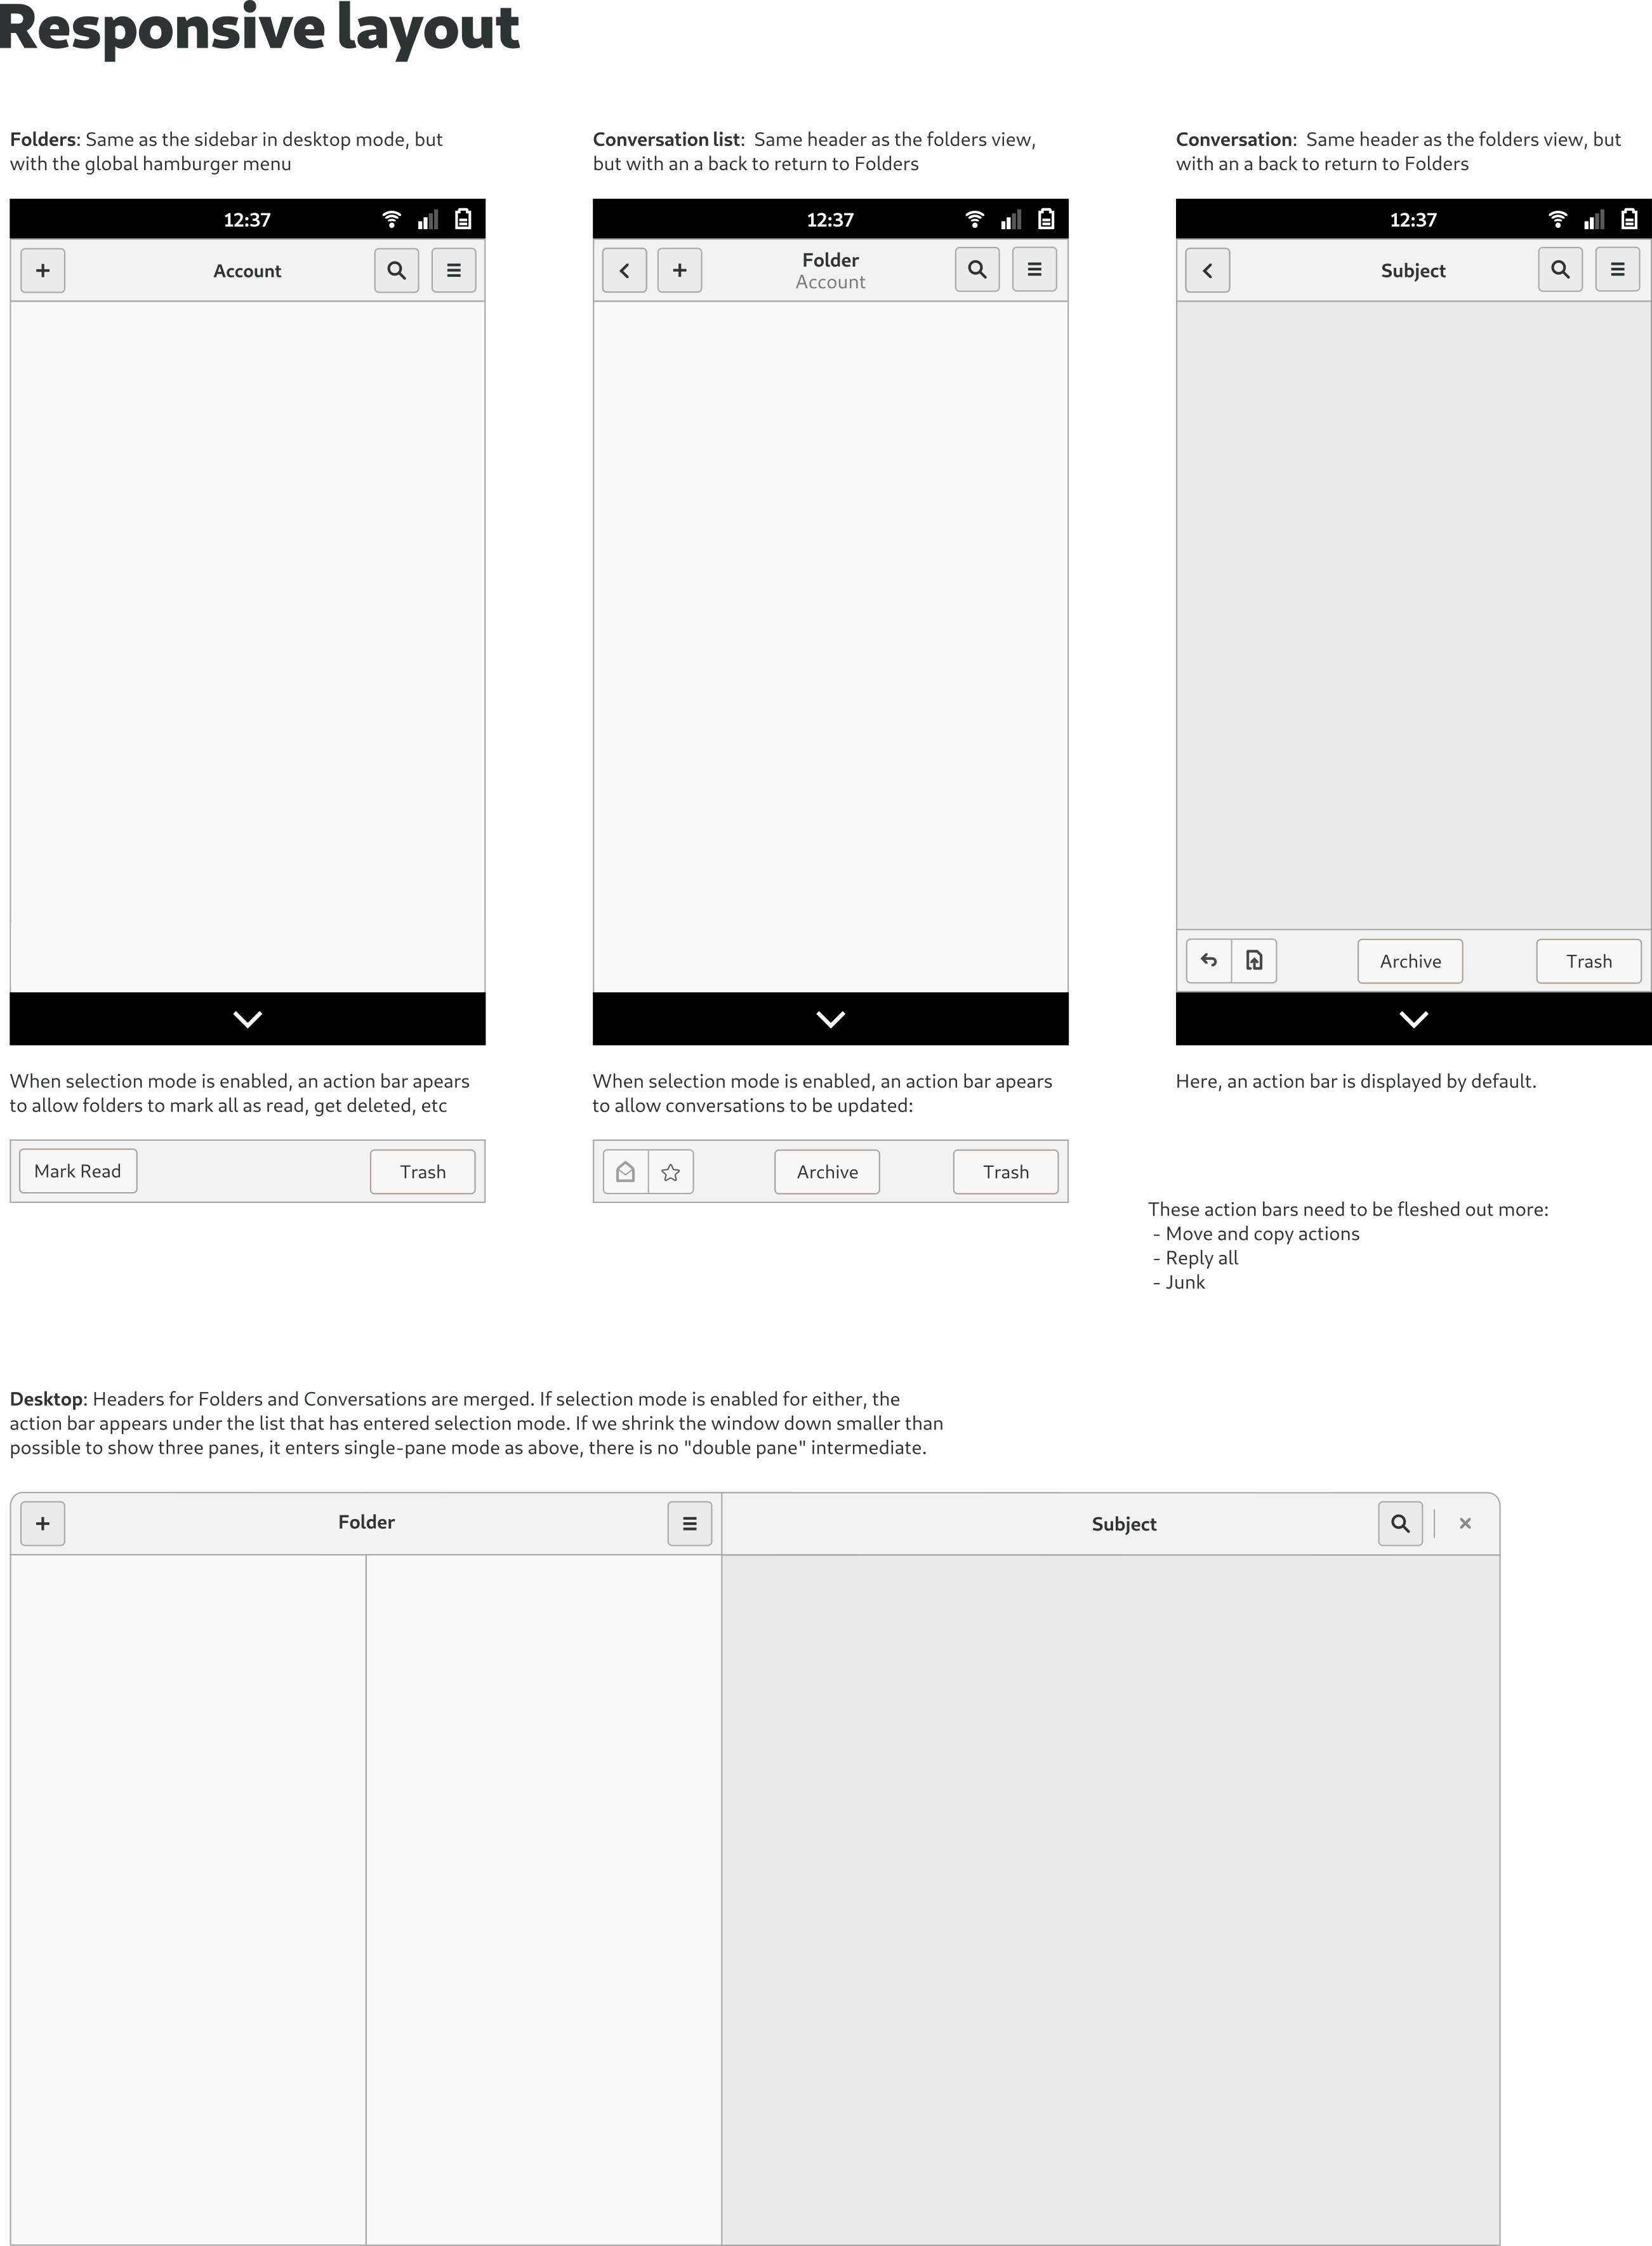 Responsive layout
Folders: Same as the sidebar in desktop mode, but
with the global hamburger menu
12:37
Account
When selection mode is enabled, an action bar apears
to allow folders to mark all as read, get deleted, etc
Mark Read
Trash
Conversation list:  Same header as the folders view,
but with an a back to return to Folders
12:37
Folder
Account
When selection mode is enabled, an action bar apears
to allow conversations to be updated:
Archive
Trash
Conversation:  Same header as the folders view, but
with an a back to return to Folders
12:37
Subject
Archive
Trash
Here, an action bar is displayed by default.
These action bars need to be fleshed out more:
- Move and copy actions
- Reply all
- Junk
Desktop: Headers for Folders and Conversations are merged. If selection mode is enabled for either, the
action bar appears under the list that has entered selection mode. If we shrink the window down smaller than
possible to show three panes, it enters single-pane mode as above, there is no "double pane" intermediate.
Folder
Subject